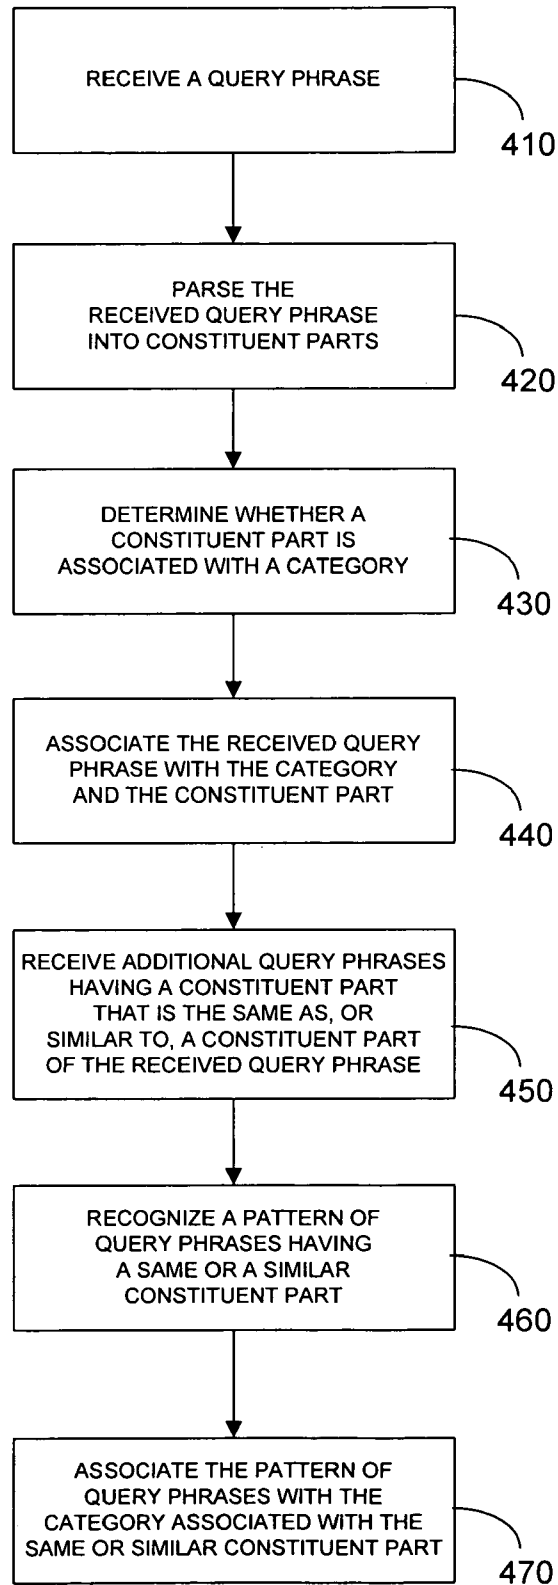 RECEIVE A QUERY PHRASE
410
PARSE THE
RECEIVED QUERY PHRASE
INTO CONSTITUENT PARTS
420
DETERMINE WHETHER A
CONSTITUENT PART IS
ASSOCIATED WITH A CATEGORY
430
ASSOCIATE THE RECEIVED QUERY
PHRASE WITH THE CATEGORY
AND THE CONSTITUENT PART
440
RECEIVE ADDITIONAL QUERY PHRASES
HAVING A CONSTITUENT PART
THAT IS THE SAME AS, OR
SIMILAR TO, A CONSTITUENT PART
OF THE RECEIVED QUERY PHRASE
450
RECOGNIZE A PATTERN OF
QUERY PHRASES HAVING
A SAME OR A SIMILAR
CONSTITUENT PART
460
ASSOCIATE THE PATTERN OF
QUERY PHRASES WITH THE
CATEGORY ASSOCIATED WITH THE
SAME OR SIMILAR CONSTITUENT PART
470